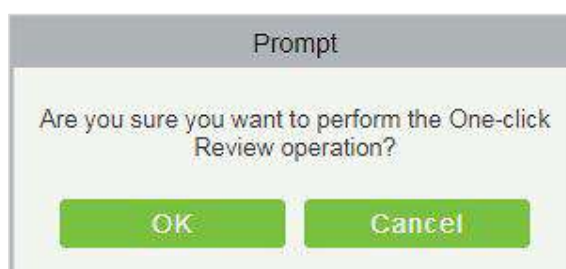 Prompt
Are you sure you want to perform the One-click
Review operation?
OK
Cancel